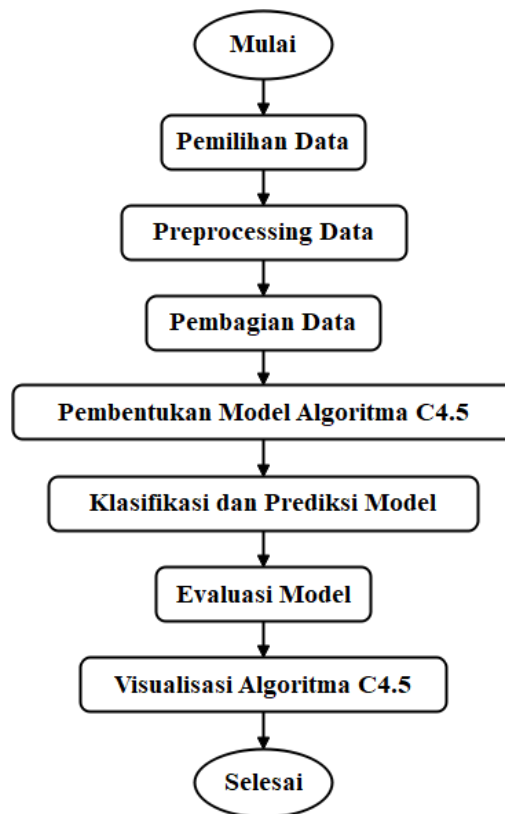 Mulai
Pemilihan Data
Preprocessing Data
Pembagian Data
Pembentukan Model Algoritma C4.5
Klasifikasi dan Prediksi Model
Evaluasi Model
Visualisasi Algoritma C4.5
Selesai